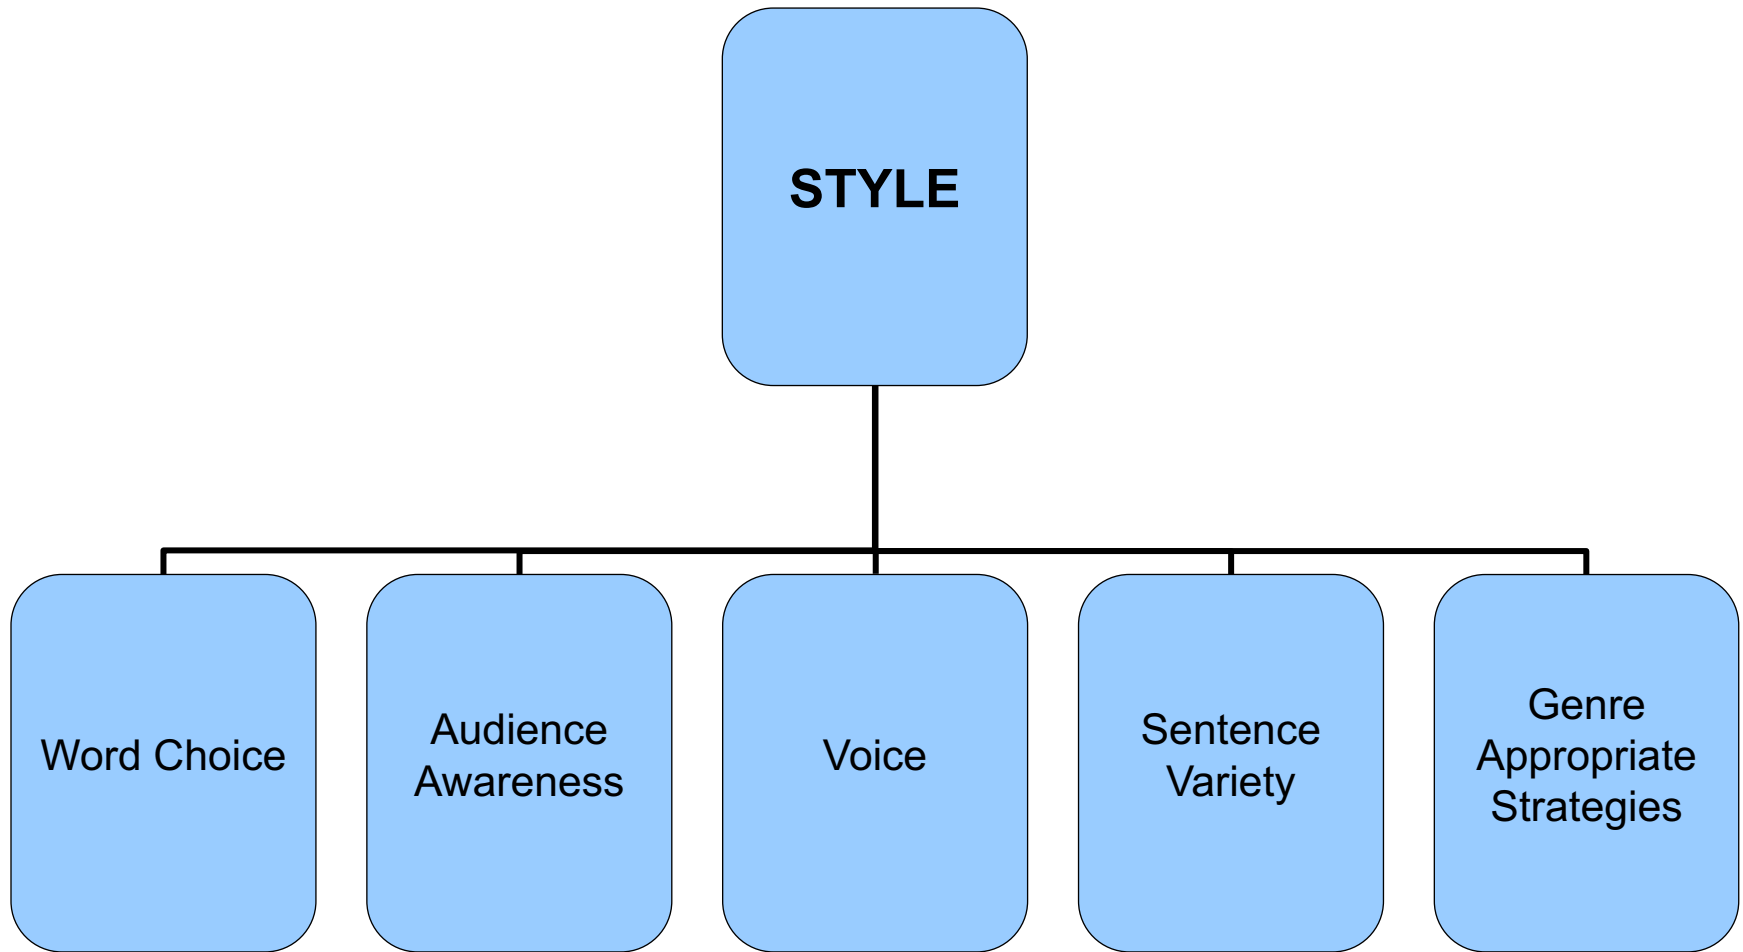 STYLE
Word Choice
Audience
Awareness
Voice
Sentence
Variety
Genre
Appropriate
Strategies